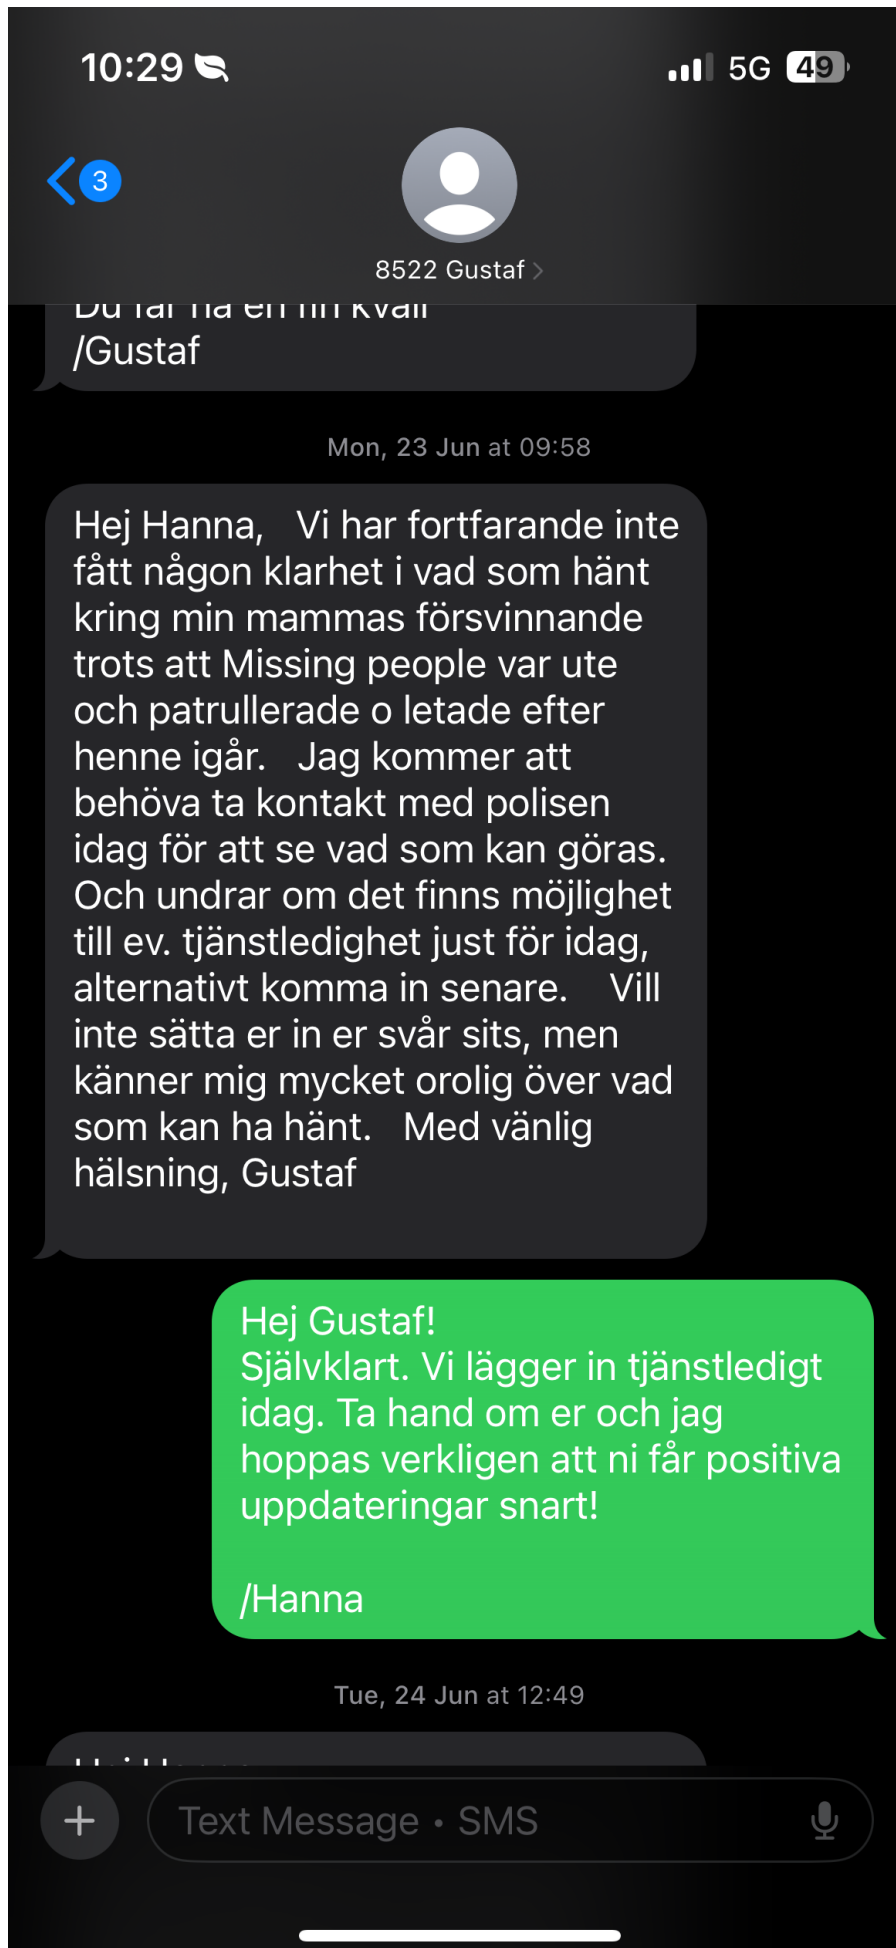 10:29
5G
49
3
8522 Gustaf
/Gustaf
Mon, 23 Jun at 09:58
Hej Hanna,   Vi har fortfarande inte
fått någon klarhet i vad som hänt
kring min mammas försvinnande
trots att Missing people var ute
och patrullerade o letade efter
henne igår.   Jag kommer att
behöva ta kontakt med polisen
idag för att se vad som kan göras.
Och undrar om det finns möjlighet
till ev. tjänstledighet just för idag,
alternativt komma in senare.    Vill
inte sätta er in er svår sits, men
känner mig mycket orolig över vad
som kan ha hänt.   Med vänlig
hälsning, Gustaf
Hej Gustaf!
Självklart. Vi lägger in tjänstledigt
idag. Ta hand om er och jag
hoppas verkligen att ni får positiva
uppdateringar snart!
/Hanna
Tue, 24 Jun at 12:49
Text Message • SMS